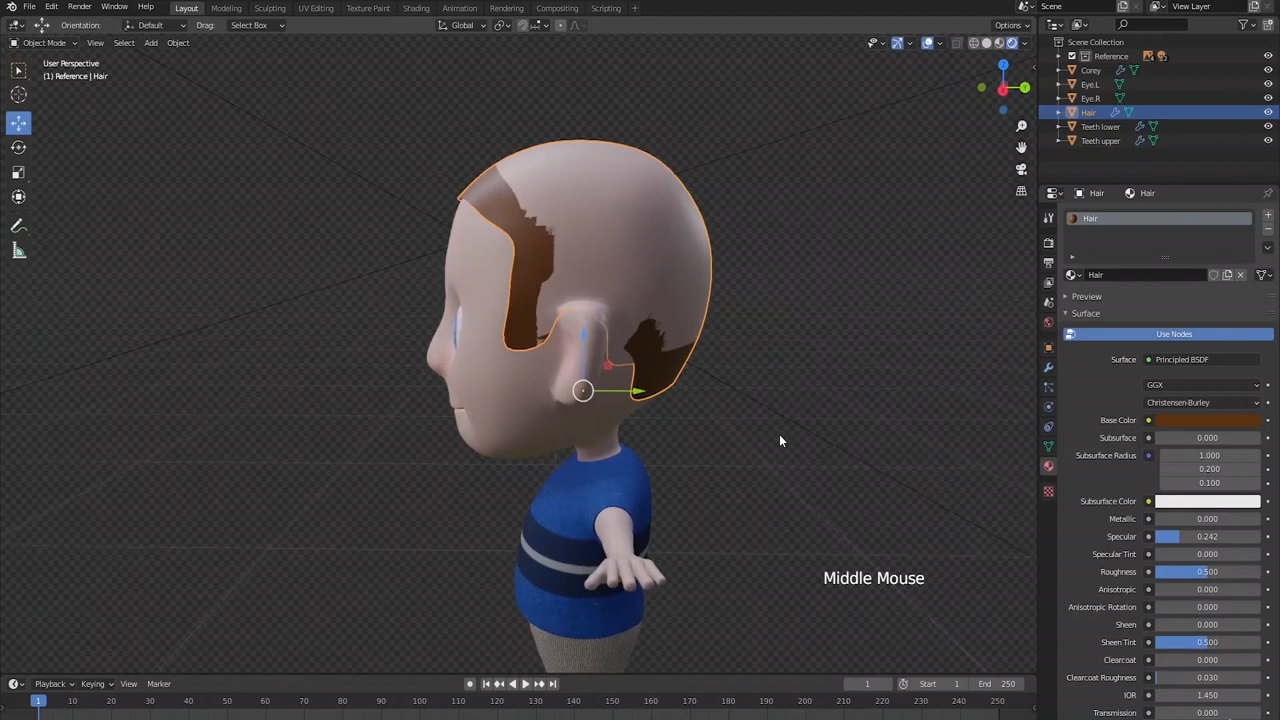 File Edit Render Window Help Layout Modeling Sculpting UV Editing Texture Paint Shading Animation Rendering Compositing Scripting + Scene View Layer
Orientation: Default Drag: Select Box Global Options
Object Mode View Select Add Object
User Perspective
(1) Reference | Hair
Z
Y
X
Middle Mouse
Scene Collection
Reference
Corey
Eye.L
Eye.R
Hair
Teeth lower
Teeth upper
Hair Hair
Hair
Hair
Preview
Surface
Use Nodes
Surface Principled BSDF
GGX
Christensen-Burley
Base Color
Subsurface 0.000
Subsurface Radius 1.000
0.200
0.100
Subsurface Color
Metallic 0.000
Specular 0.242
Specular Tint 0.000
Roughness 0.500
Anisotropic 0.000
Anisotropic Rotation 0.000
Sheen 0.000
Sheen Tint 0.500
Clearcoat 0.000
Clearcoat Roughness 0.030
IOR 1.450
Transmission 0.000
Playback Keying View Marker 1 Start 1 End 250
1 10 20 30 40 50 60 70 80 90 100 110 120 130 140 150 160 170 180 190 200 210 220 230 240 250